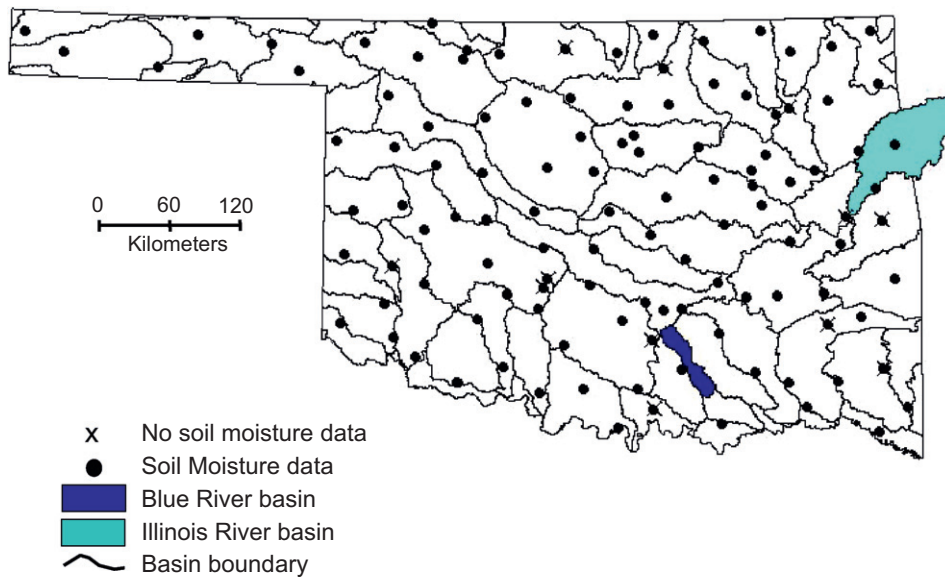 0 60 120
Kilometers
x No soil moisture data
Soil Moisture data
Blue River basin
Illinois River basin
Basin boundary